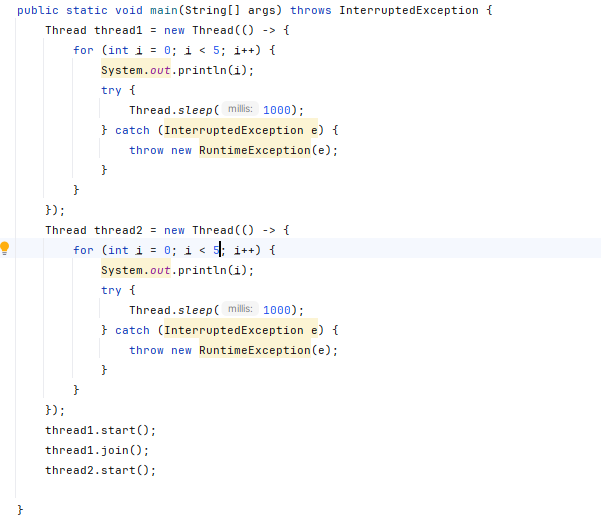 public static void main(String[] args) throws InterruptedException {
    Thread thread1 = new Thread(() -> {
        for (int i = 0; i < 5; i++) {
            System.out.println(i);
            try {
                Thread.sleep( millis: 1000);
            } catch (InterruptedException e) {
                throw new RuntimeException(e);
            }
        }
    });
    Thread thread2 = new Thread(() -> {
        for (int i = 0; i < 5; i++) {
            System.out.println(i);
            try {
                Thread.sleep( millis: 1000);
            } catch (InterruptedException e) {
                throw new RuntimeException(e);
            }
        }
    });
    thread1.start();
    thread1.join();
    thread2.start();
}